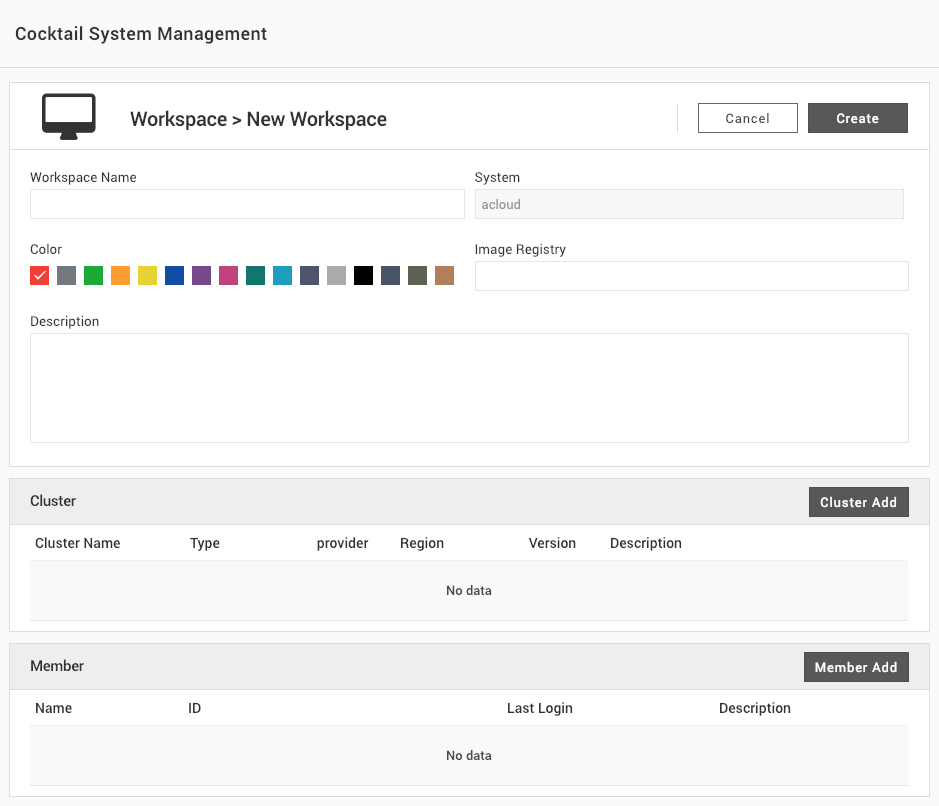 Cocktail System Management
Workspace > New Workspace
Cancel
Create
Workspace Name
System
acloud
Color
Image Registry
Description
Cluster
Cluster Add
Cluster Name Type provider Region Version Description
No data
Member
Member Add
Name ID Last Login Description
No data